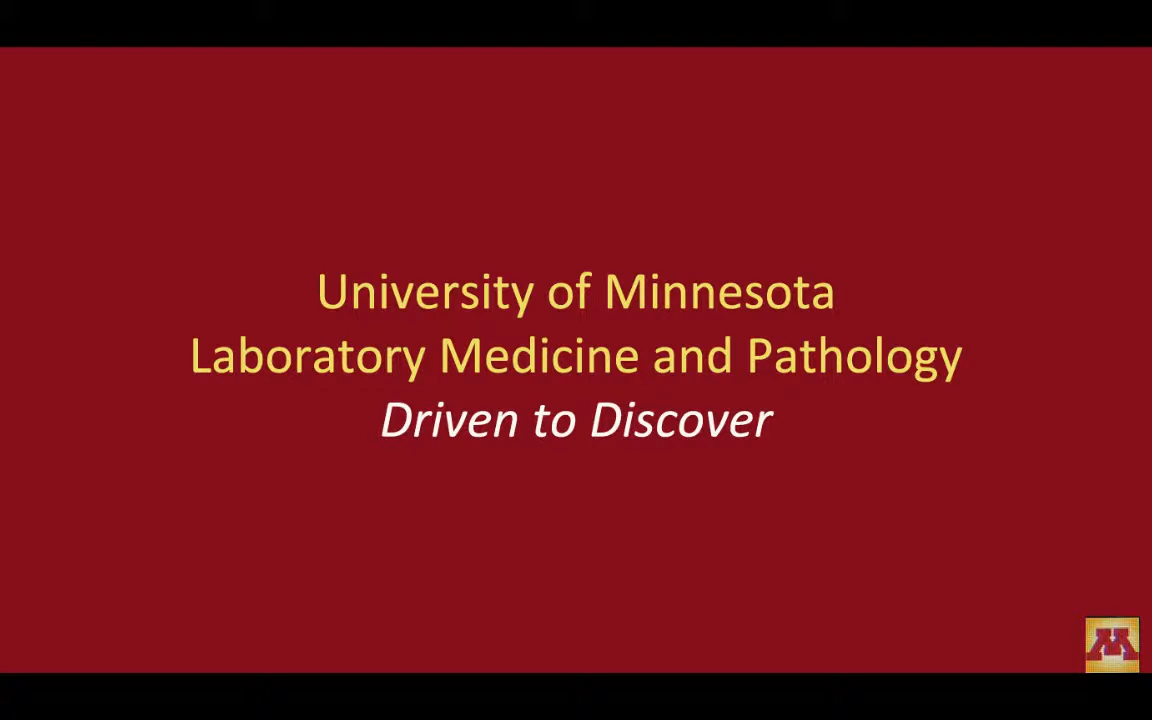 University of Minnesota
Laboratory Medicine and Pathology
Driven to Discover
M